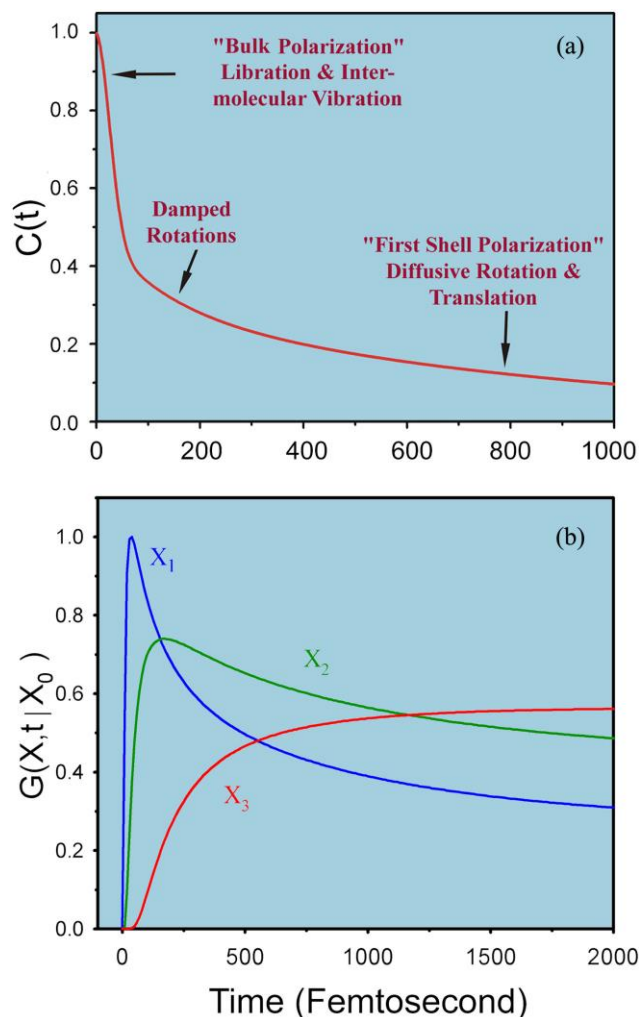 (a)
"Bulk Polarization"
Libration & Inter-
molecular Vibration
Damped
Rotations
"First Shell Polarization"
Diffusive Rotation &
Translation
C(t)
1.0
0.8
0.6
0.4
0.2
0.0
0 200 400 600 800 1000
(b)
X₁
X₂
X₃
G(X,t | X₀)
1.0
0.8
0.6
0.4
0.2
0.0
0 500 1000 1500 2000
Time (Femtosecond)